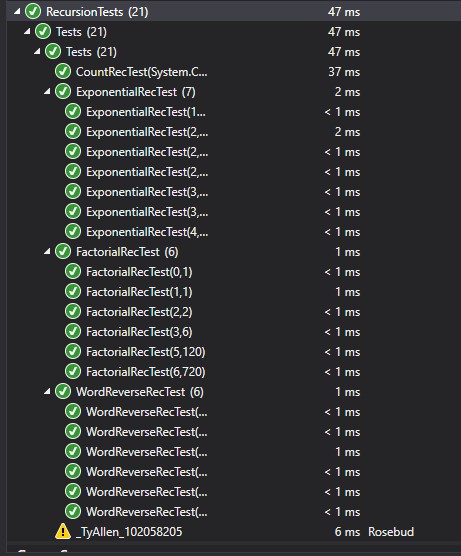 RecursionTests (21) 47 ms
Tests (21) 47 ms
Tests (21) 47 ms
CountRecTest(System.C... 37 ms
ExponentialRecTest (7) 2 ms
ExponentialRecTest(1... < 1 ms
ExponentialRecTest(2,... 2 ms
ExponentialRecTest(2,... < 1 ms
ExponentialRecTest(2,... < 1 ms
ExponentialRecTest(3,... < 1 ms
ExponentialRecTest(3,... < 1 ms
ExponentialRecTest(4,... < 1 ms
FactorialRecTest (6) 1 ms
FactorialRecTest(0,1) < 1 ms
FactorialRecTest(1,1) 1 ms
FactorialRecTest(2,2) < 1 ms
FactorialRecTest(3,6) < 1 ms
FactorialRecTest(5,120) < 1 ms
FactorialRecTest(6,720) < 1 ms
WordReverseRecTest (6) 1 ms
WordReverseRecTest(... < 1 ms
WordReverseRecTest(... < 1 ms
WordReverseRecTest(... 1 ms
WordReverseRecTest(... < 1 ms
WordReverseRecTest(... < 1 ms
WordReverseRecTest(... < 1 ms
_TyAllen_102058205 6 ms Rosebud